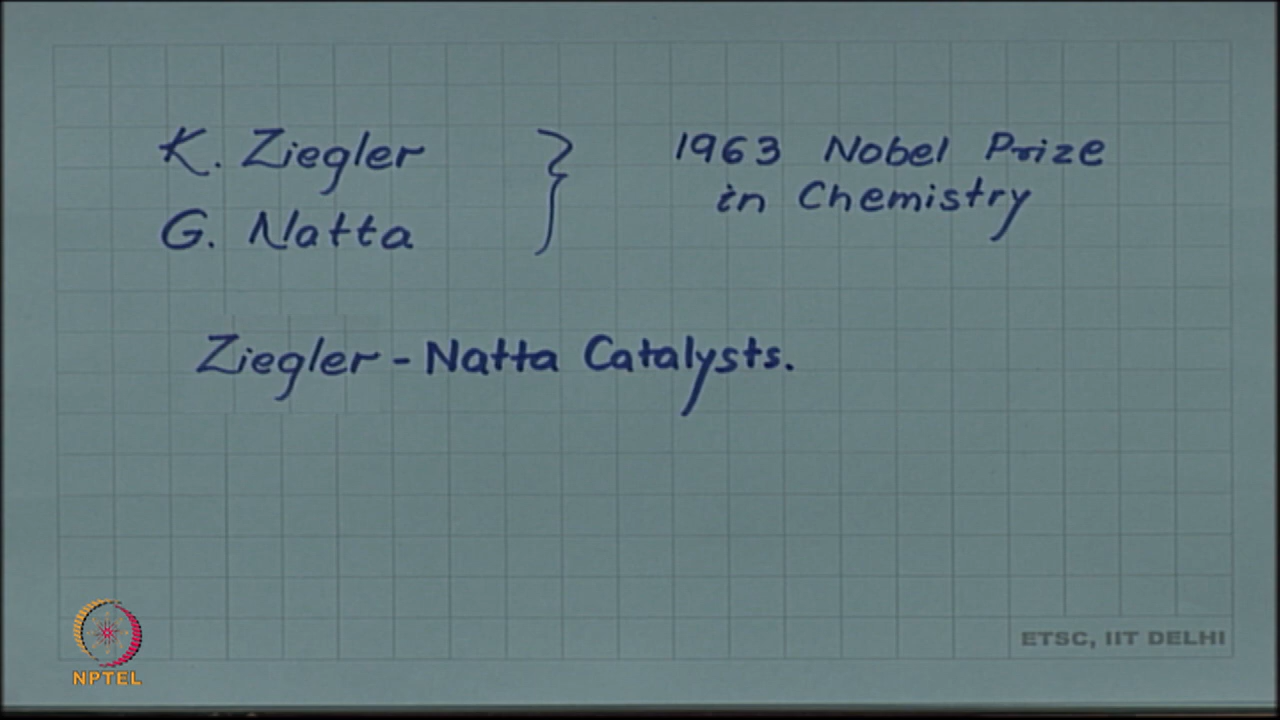 K. Ziegler } 1963 Nobel Prize
G. Natta in Chemistry
Ziegler - Natta Catalysts.
NPTEL
ETSC, IIT DELHI